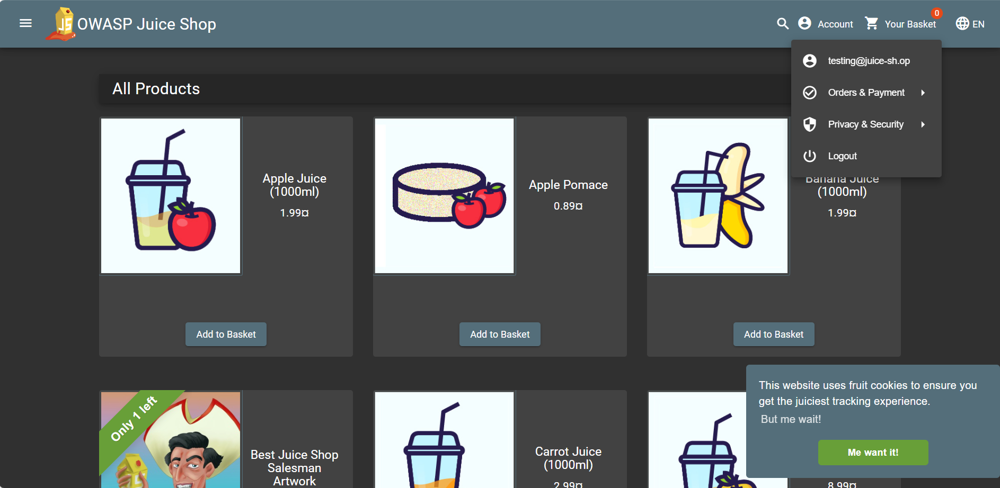 OWASP Juice Shop
Account
Your Basket
0
EN
testing@juice-sh.op
Orders & Payment
Privacy & Security
Logout
All Products
Apple Juice
(1000ml)
1.99¤
Add to Basket
Apple Pomace
0.89¤
Add to Basket
Banana Juice
(1000ml)
1.99¤
Add to Basket
Only 1 left
Best Juice Shop
Salesman
Artwork
Carrot Juice
(1000ml)
2.99¤
8.99¤
This website uses fruit cookies to ensure you
get the juiciest tracking experience.
But me wait!
Me want it!